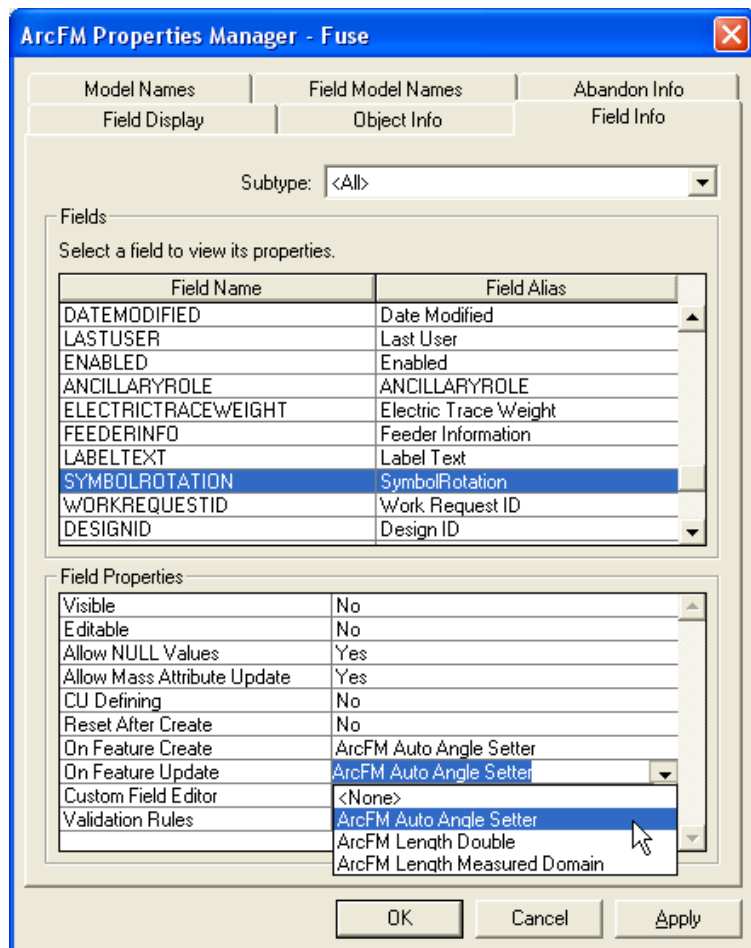 ArcFM Properties Manager - Fuse
Model Names Field Model Names Abandon Info
Field Display Object Info Field Info
Subtype: <All>
Fields
Select a field to view its properties.
Field Name Field Alias
DATEMODIFIED Date Modified
LASTUSER Last User
ENABLED Enabled
ANCILLARYROLE ANCILLARYROLE
ELECTRICTRACEWEIGHT Electric Trace Weight
FEEDERINFO Feeder Information
LABELTEXT Label Text
SYMBOLROTATION SymbolRotation
WORKREQUESTID Work Request ID
DESIGNID Design ID
Field Properties
Visible No
Editable No
Allow NULL Values Yes
Allow Mass Attribute Update Yes
CU Defining No
Reset After Create No
On Feature Create ArcFM Auto Angle Setter
On Feature Update ArcFM Auto Angle Setter
Custom Field Editor <None>
Validation Rules ArcFM Auto Angle Setter
ArcFM Length Double
ArcFM Length Measured Domain
OK Cancel Apply